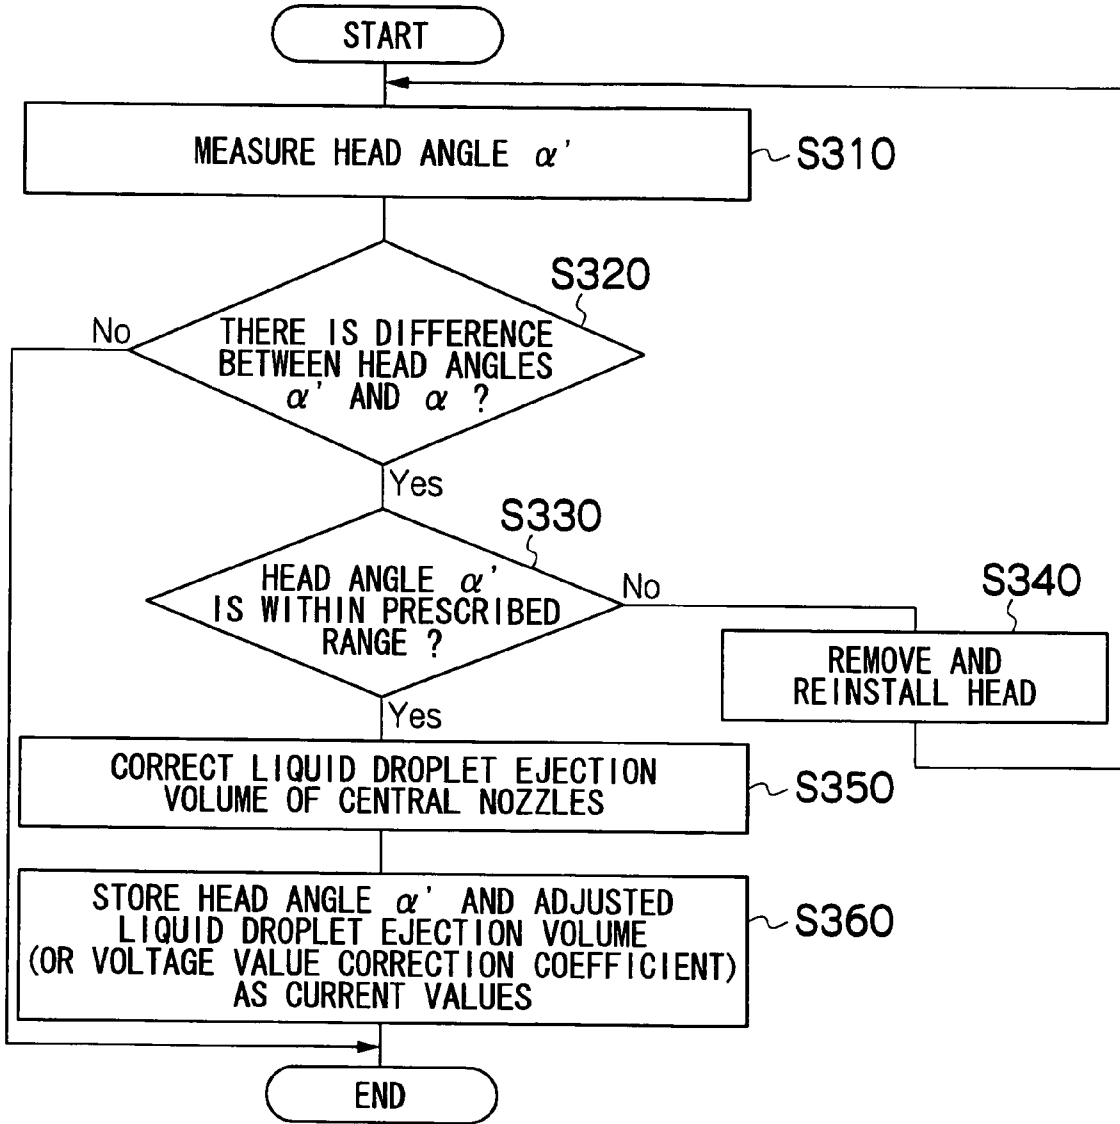 START
MEASURE HEAD ANGLE α'
S310
S320
No
THERE IS DIFFERENCE
BETWEEN HEAD ANGLES
α' AND α ?
Yes
S330
HEAD ANGLE α'
IS WITHIN PRESCRIBED
RANGE ?
No
S340
REMOVE AND
REINSTALL HEAD
Yes
CORRECT LIQUID DROPLET EJECTION
VOLUME OF CENTRAL NOZZLES
S350
STORE HEAD ANGLE α' AND ADJUSTED
LIQUID DROPLET EJECTION VOLUME
(OR VOLTAGE VALUE CORRECTION COEFFICIENT)
AS CURRENT VALUES
S360
END